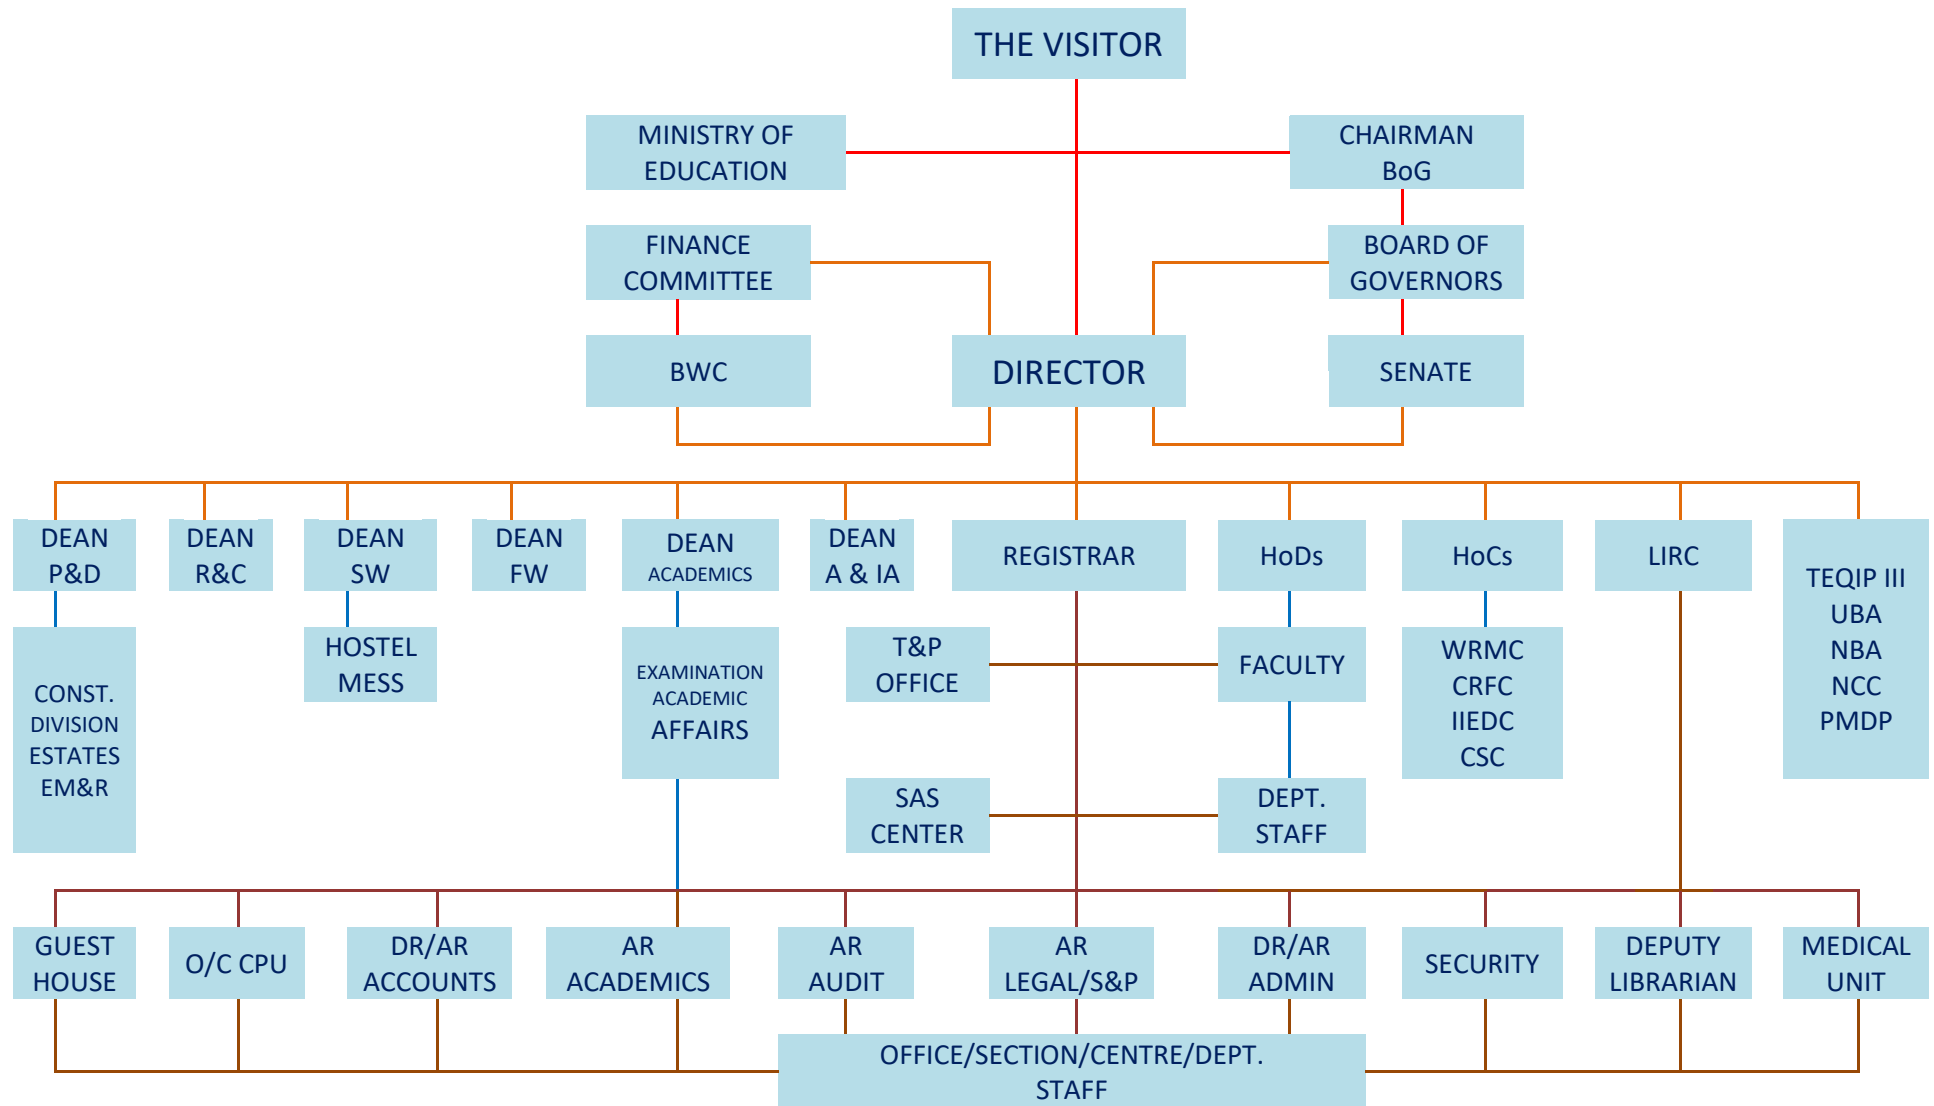 THE VISITOR
MINISTRY OF
EDUCATION
CHAIRMAN
BoG
FINANCE
COMMITTEE
BOARD OF
GOVERNORS
BWC
DIRECTOR
SENATE
DEAN
P&D
DEAN
R&C
DEAN
SW
DEAN
FW
DEAN
ACADEMICS
DEAN
A & IA
REGISTRAR
HoDs
HoCs
LIRC
TEQIP III
UBA
NBA
NCC
PMDP
CONST.
DIVISION
ESTATES
EM&R
HOSTEL
MESS
EXAMINATION
ACADEMIC
AFFAIRS
T&P
OFFICE
FACULTY
WRMC
CRFC
IIEDC
CSC
SAS
CENTER
DEPT.
STAFF
GUEST
HOUSE
O/C CPU
DR/AR
ACCOUNTS
AR
ACADEMICS
AR
AUDIT
AR
LEGAL/S&P
DR/AR
ADMIN
SECURITY
DEPUTY
LIBRARIAN
MEDICAL
UNIT
OFFICE/SECTION/CENTRE/DEPT.
STAFF